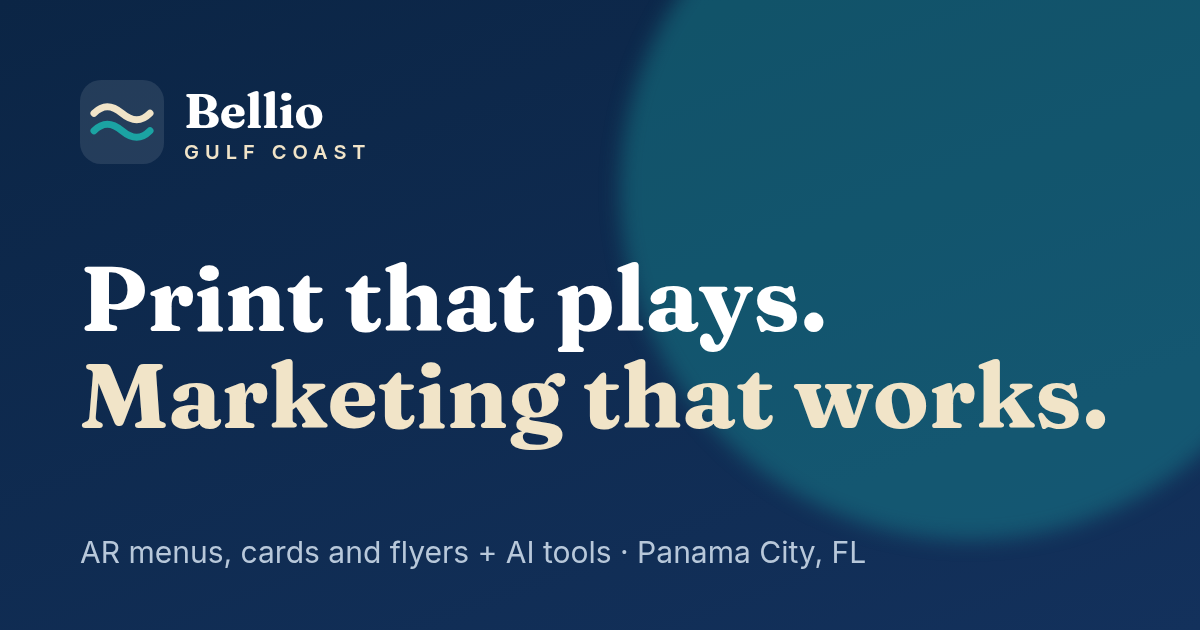 Bellio
GULF COAST
Print that plays.
Marketing that works.
AR menus, cards and flyers + AI tools · Panama City, FL